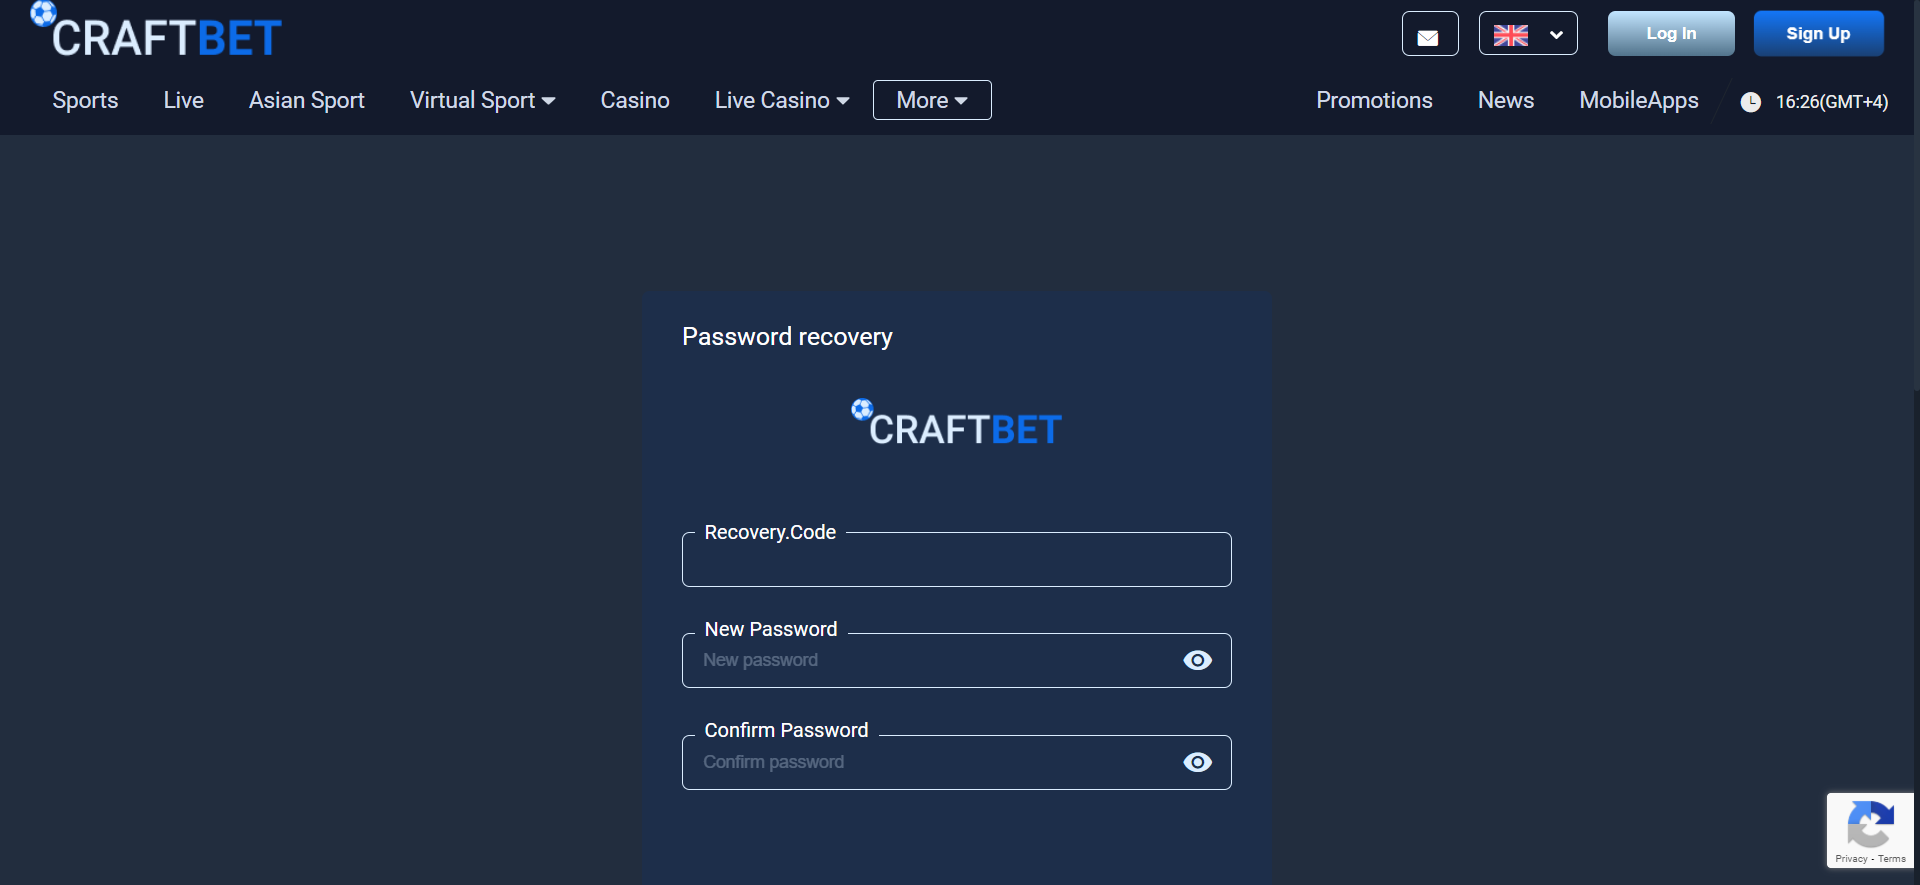 CRAFTBET
Log In
Sign Up
Sports
Live
Asian Sport
Virtual Sport
Casino
Live Casino
More
Promotions
News
MobileApps
16:26(GMT+4)
Password recovery
CRAFTBET
Recovery.Code
New Password
New password
Confirm Password
Confirm password
Privacy - Terms